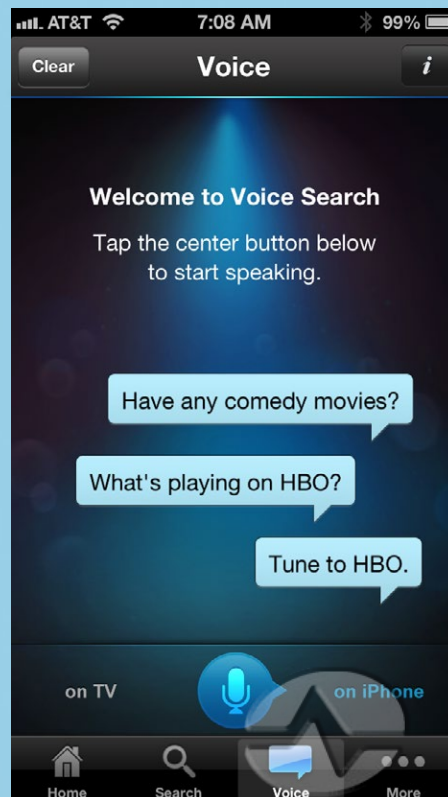 AT&T 7:08 AM 99%
Clear Voice i
Welcome to Voice Search
Tap the center button below
to start speaking.
Have any comedy movies?
What's playing on HBO?
Tune to HBO.
on TV on iPhone
Home Search Voice More